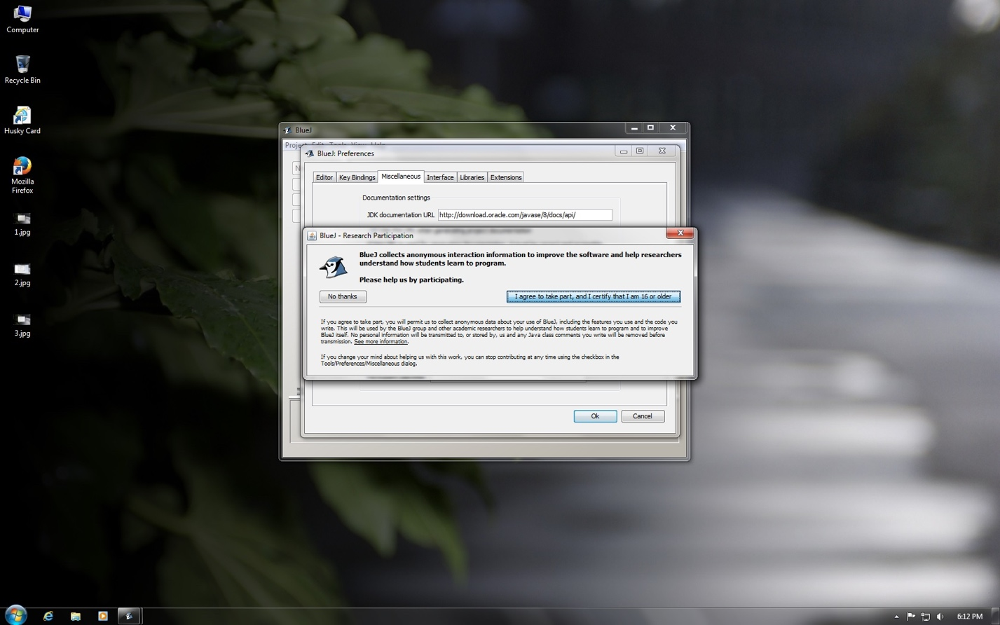 Computer
Recycle Bin
Husky Card
Mozilla
Firefox
1.jpg
2.jpg
3.jpg
BlueJ
Project Edit Tools View Help
BlueJ: Preferences
Editor Key Bindings Miscellaneous Interface Libraries Extensions
Documentation settings
JDK documentation URL http://download.oracle.com/javase/8/docs/api/
BlueJ - Research Participation
BlueJ collects anonymous interaction information to improve the software and help researchers
understand how students learn to program.
Please help us by participating.
No thanks
I agree to take part, and I certify that I am 16 or older
If you agree to take part, you will permit us to collect anonymous data about your use of BlueJ, including the features you use and the code you
write. This will be used by the BlueJ group and other academic researchers to help understand how students learn to program and to improve
BlueJ itself. No personal information will be transmitted to, or stored by, us and any Java class comments you write will be removed before
transmission. See more information.
If you change your mind about helping us with this work, you can stop contributing at any time using the checkbox in the
Tools/Preferences/Miscellaneous dialog.
Ok Cancel
6:12 PM